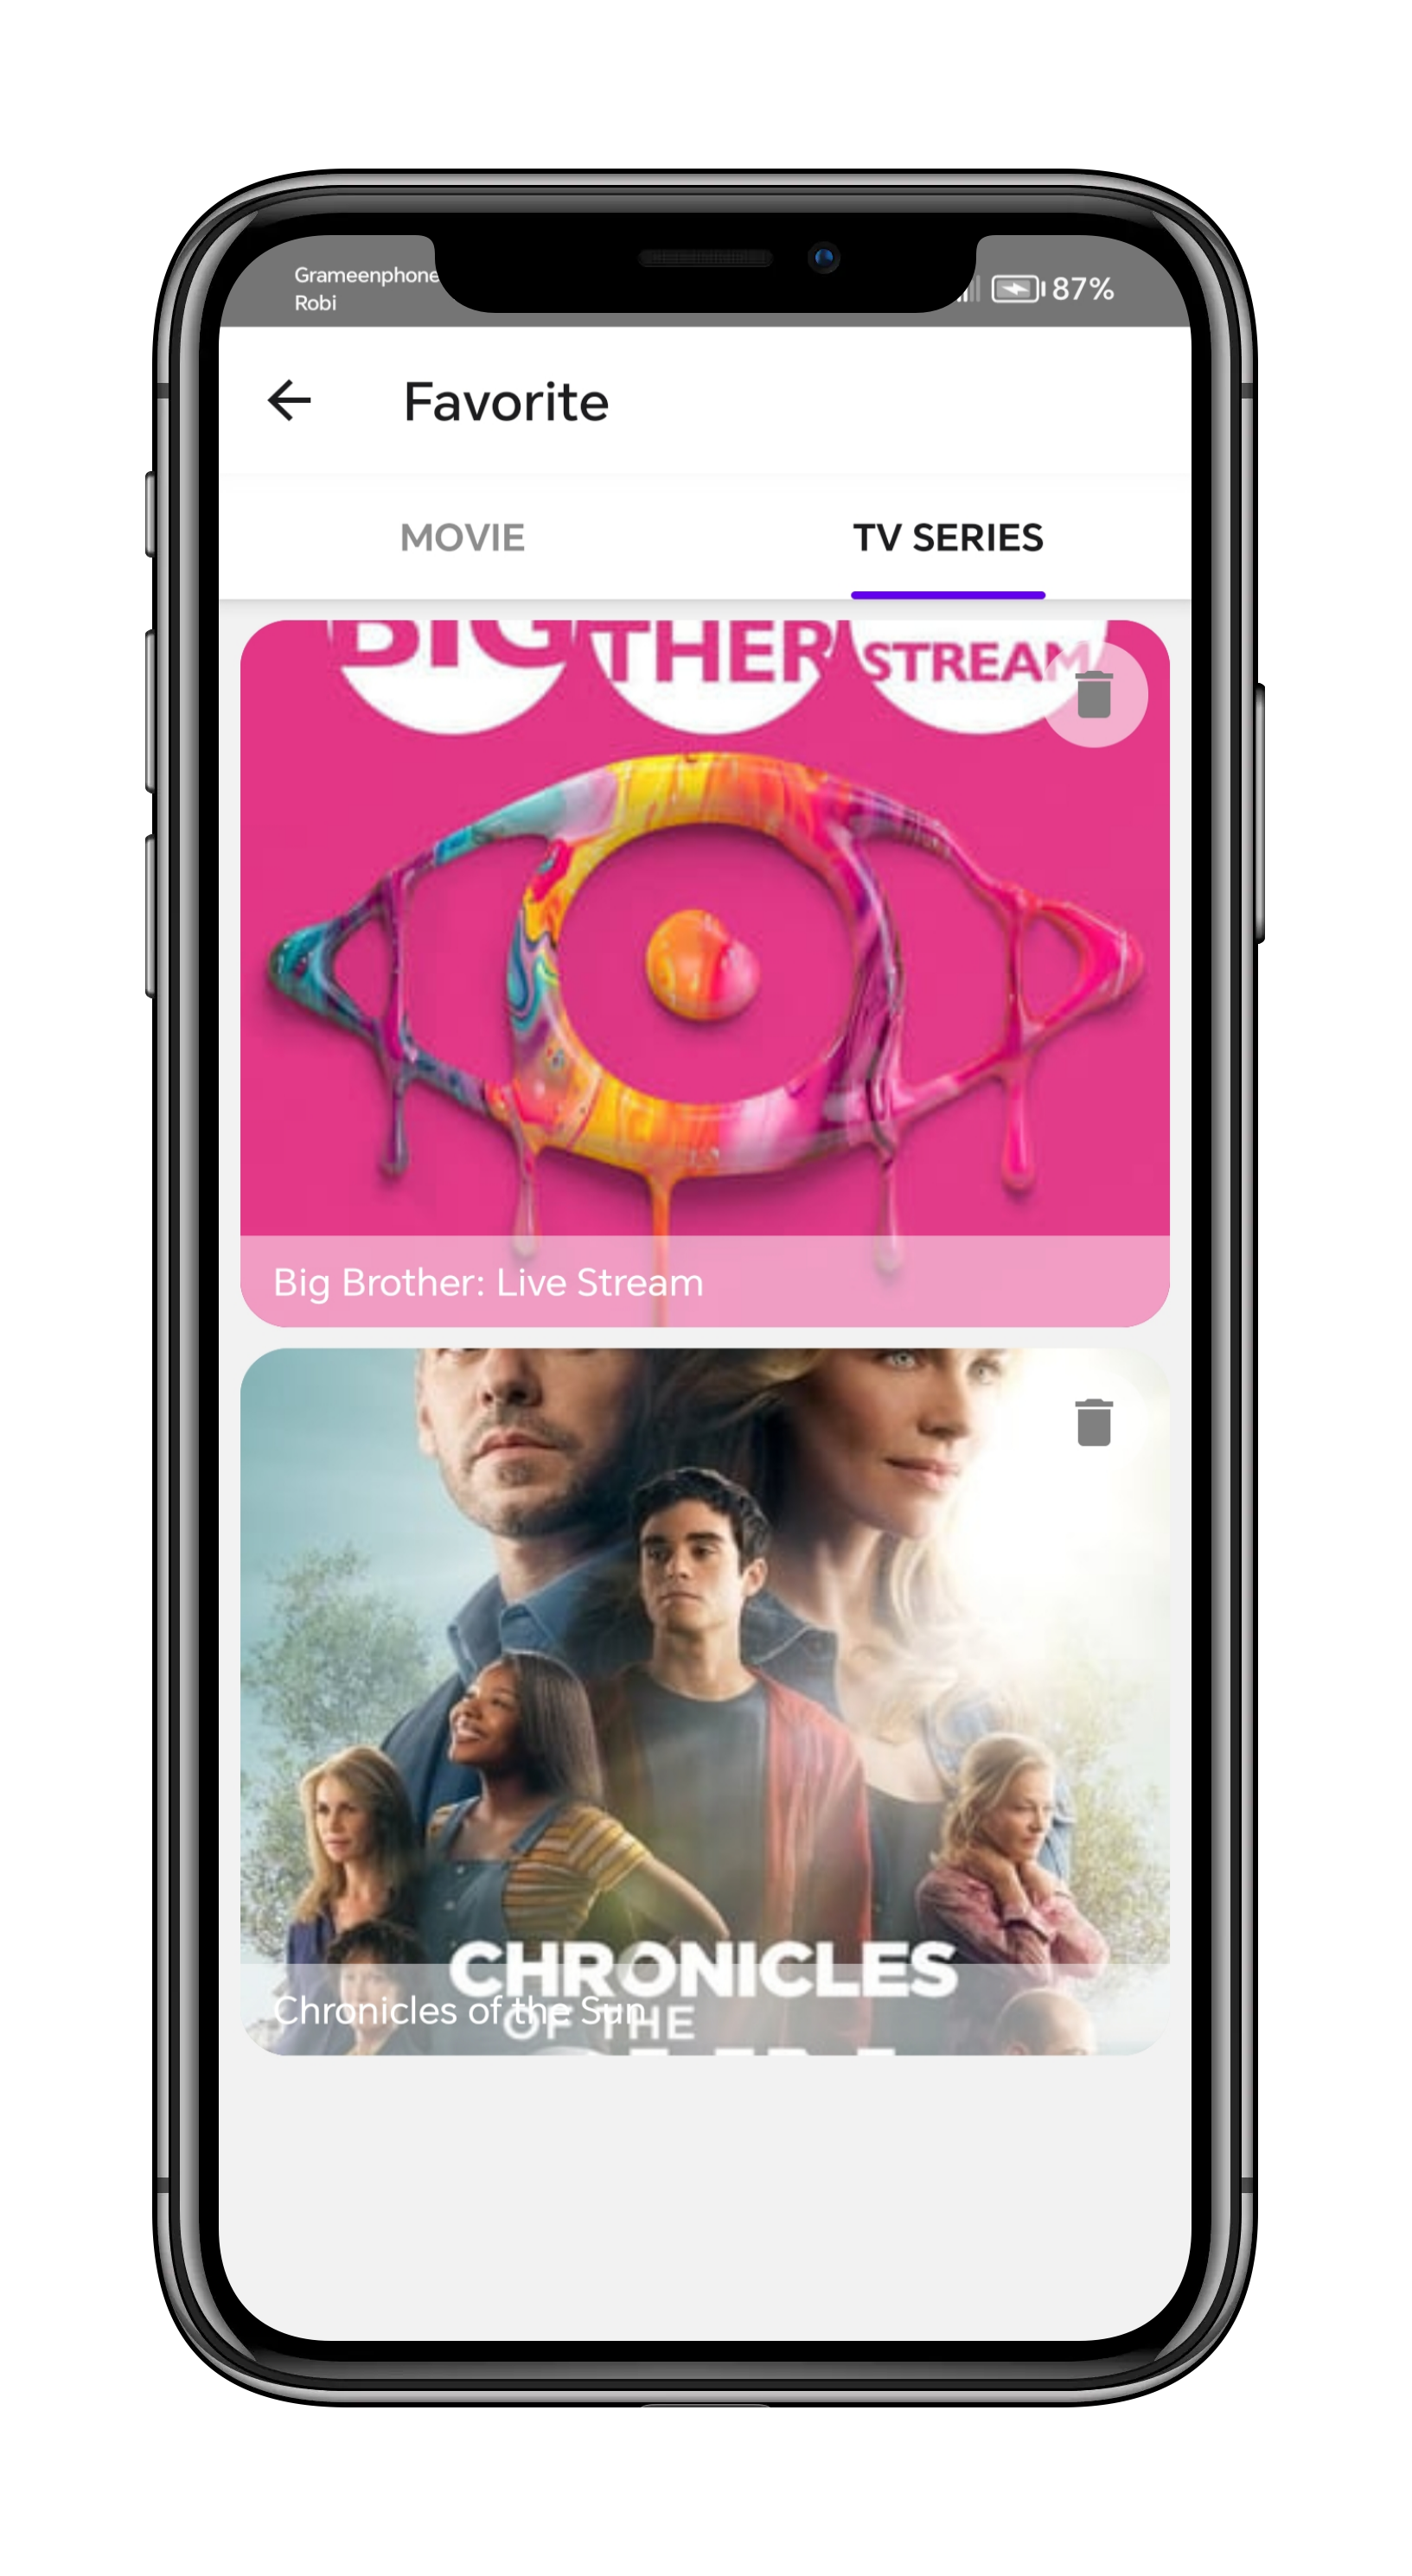 Grameenphone
Robi
87%
Favorite
MOVIE
TV SERIES
BIG
THER
STREAM
Big Brother: Live Stream
CHRONICLES
Chronicles of the Sun
OF THE